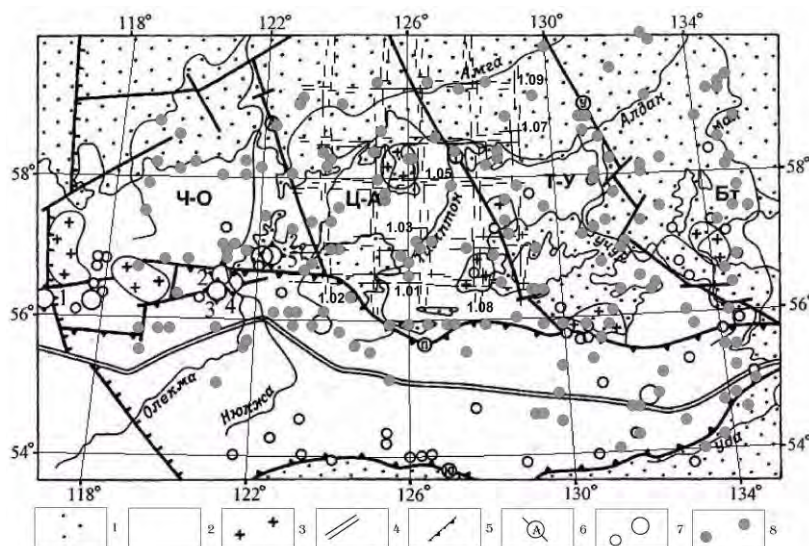 118° 122° 126° 130° 134°
Амга
1.09
У
Алдан
1.07
58° 58°
1.05
Ч-О Ц-А Т-У Бт
1.03
Учур
5
2
1.02 1.01
1
3 4
1.08
56° 56°
Олекма
Нюкжа
Уда
54° 54°
118° 122° 126° 130° 134°
1 2 3 4 5 А 6 7 8